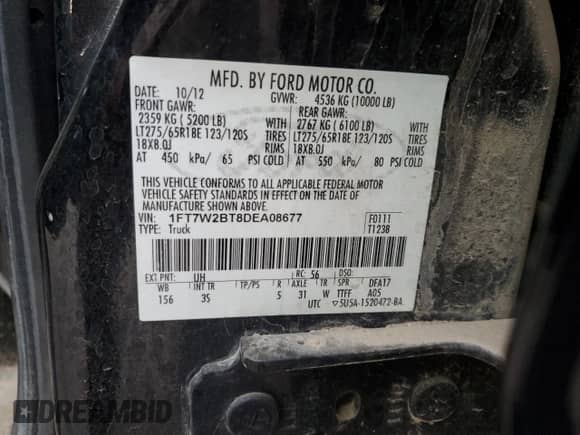 MFD. BY FORD MOTOR CO.
DATE: 10/12 GVWR: 4536 KG (10000 LB)
FRONT GAWR: REAR GAWR:
2359 KG ( 5200 LB) WITH 2767 KG ( 6100 LB) WITH
LT275/65R18E 123/120S TIRES LT275/65R18E 123/120S TIRES
18X8.0J RIMS 18X8.0J RIMS
AT 450 kPa/ 65 PSI COLD AT 550 kPa/ 80 PSI COLD
THIS VEHICLE CONFORMS TO ALL APPLICABLE FEDERAL MOTOR
VEHICLE SAFETY STANDARDS IN EFFECT ON THE DATE OF
MANUFACTURE SHOWN ABOVE.
VIN: 1FT7W2BT8DEA08677 F0111
TYPE: Truck T1238
EXT PNT: UH RC: 56 DSO:
WB INT TR TP/PS R AXLE TR SPR DFA17
156 3S 5 31 W TTFF A05
UTC ▽5U5A-1520472-BA
DREAMBID